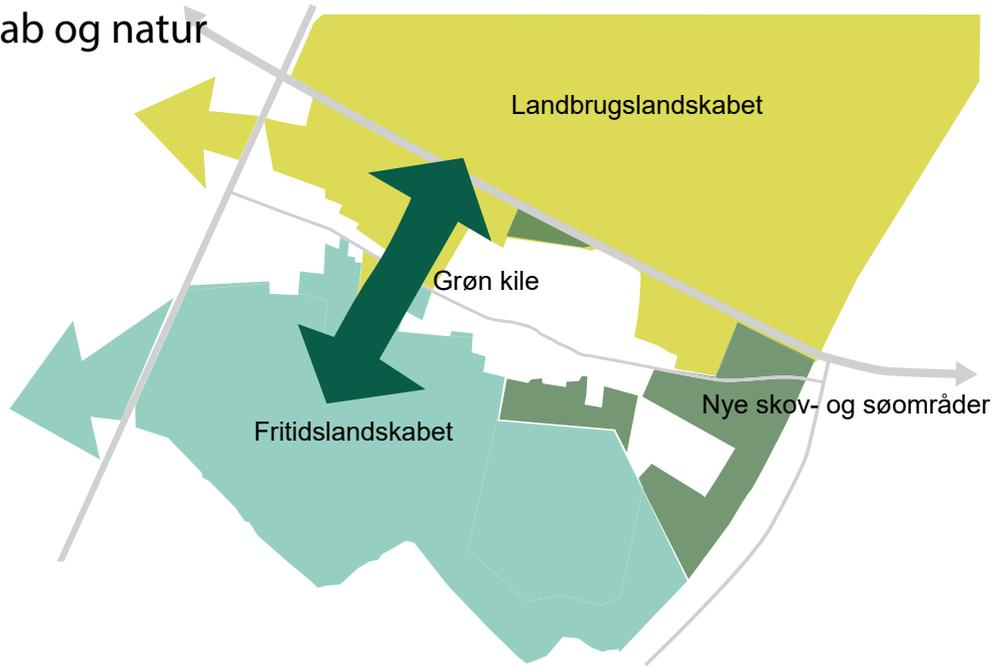 ab og natur
Landbrugslandskabet
Grøn kile
Nye skov- og søområder
Fritidslandskabet